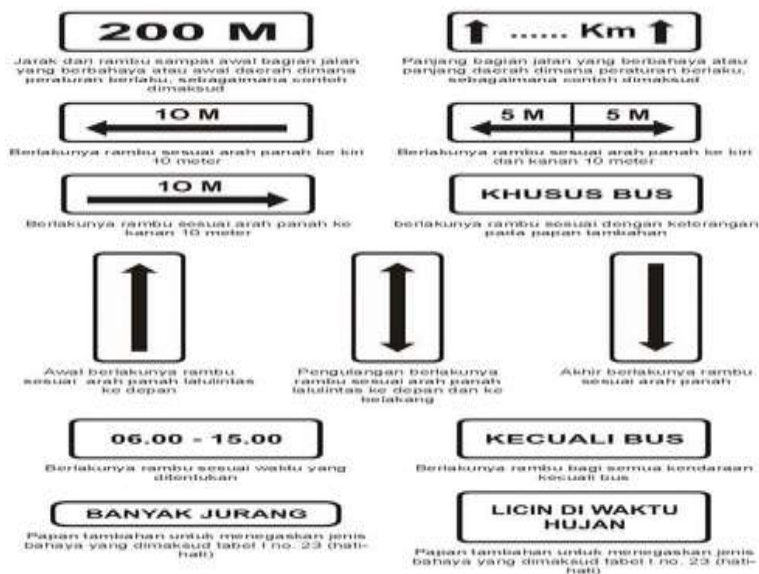 200 M
Jarak dari rambu sampai awal bagian jalan
yang berbahaya atau awal daerah dimana
peraturan berlaku, sebagaimana contoh
dimaksud
...... Km
Panjang bagian jalan yang berbahaya atau
panjang daerah dimana peraturan berlaku,
sebagaimana contoh dimaksud
10 M
Berlakunya rambu sesuai arah panah ke kiri
10 meter
5 M 5 M
Berlakunya rambu sesuai arah panah ke kiri
dan kanan 10 meter
10 M
Berlakunya rambu sesuai arah panah ke
kanan 10 meter
KHUSUS BUS
berlakunya rambu sesuai dengan keterangan
pada papan tambahan
Awal berlakunya rambu
sesuai arah panah lalulintas
ke depan
Pengulangan berlakunya
rambu sesuai arah panah
lalulintas ke depan dan ke
belakang
Akhir berlakunya rambu
sesuai arah panah
06.00 - 15.00
Berlakunya rambu sesuai waktu yang
ditentukan
KECUALI BUS
Berlakunya rambu bagi semua kendaraan
kecuali bus
BANYAK JURANG
Papan tambahan untuk menegaskan jenis
bahaya yang dimaksud tabel I no. 23 (hati-
hati)
LICIN DI WAKTU
HUJAN
Papan tambahan untuk menegaskan jenis
bahaya yang dimaksud tabel I no. 23 (hati-
hati)